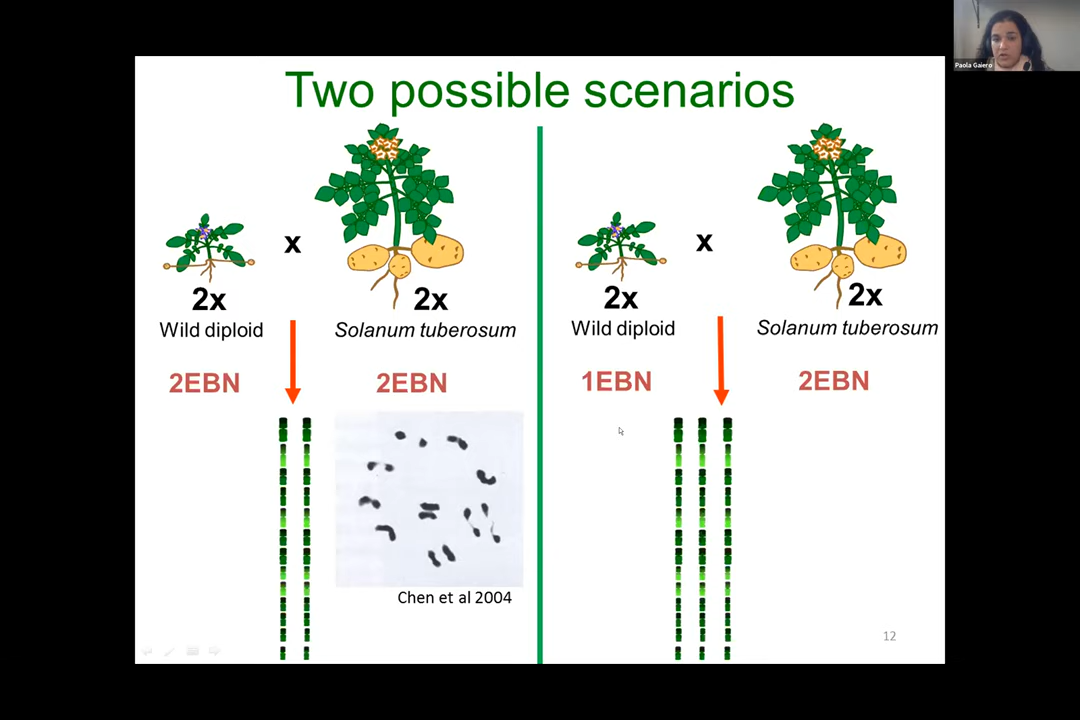 Paola Gaiero
Two possible scenarios
x
2x
2x
Wild diploid
Solanum tuberosum
2EBN
2EBN
Chen et al 2004
x
2x
2x
Wild diploid
Solanum tuberosum
1EBN
2EBN
12